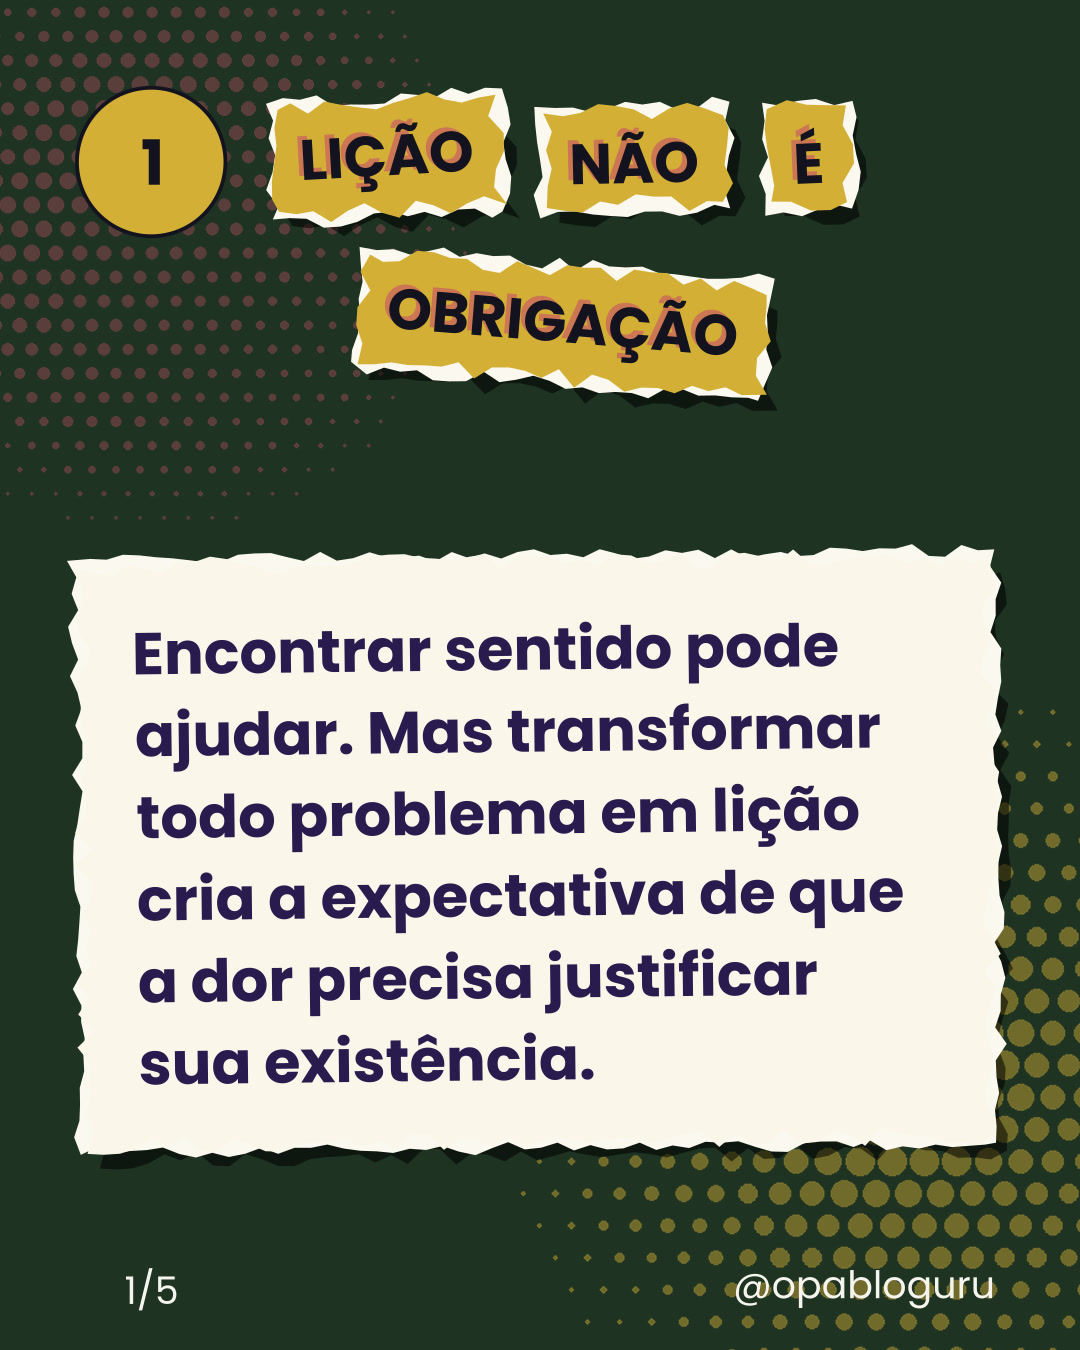 1
LIÇÃO NÃO É
OBRIGAÇÃO
Encontrar sentido pode
ajudar. Mas transformar
todo problema em lição
cria a expectativa de que
a dor precisa justificar
sua existência.
1/5
@opabloguru